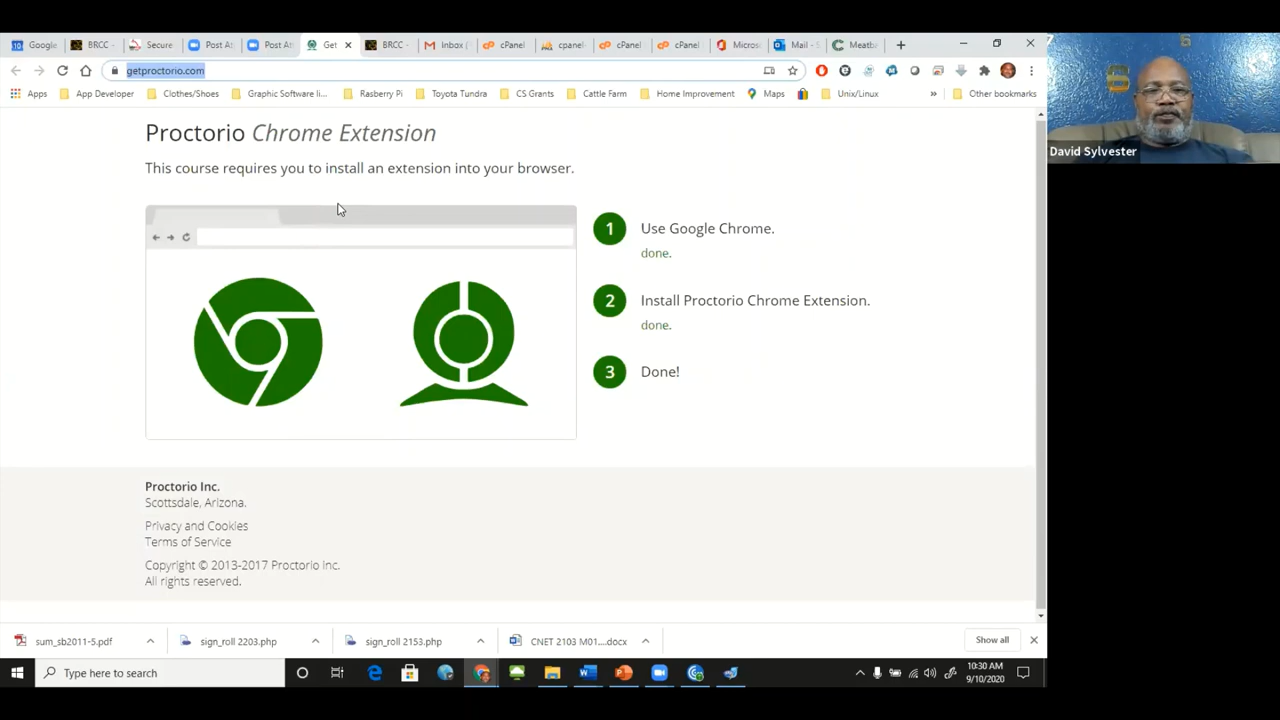 Google
BRCC -
Secure
Post At
Post At
Get
BRCC -
Inbox (
cPanel
cpanel
cPanel
cPanel
Micros
Mail - S
Meatba
getproctorio.com
Apps
App Developer
Clothes/Shoes
Graphic Software li...
Rasberry Pi
Toyota Tundra
CS Grants
Cattle Farm
Home Improvement
Maps
Unix/Linux
»
Other bookmarks
David Sylvester
Proctorio Chrome Extension
This course requires you to install an extension into your browser.
1 Use Google Chrome.
done.
2 Install Proctorio Chrome Extension.
done.
3 Done!
Proctorio Inc.
Scottsdale, Arizona.
Privacy and Cookies
Terms of Service
Copyright © 2013-2017 Proctorio Inc.
All rights reserved.
sum_sb2011-5.pdf
sign_roll 2203.php
sign_roll 2153.php
CNET 2103 M01,....docx
Show all
Type here to search
10:30 AM
9/10/2020